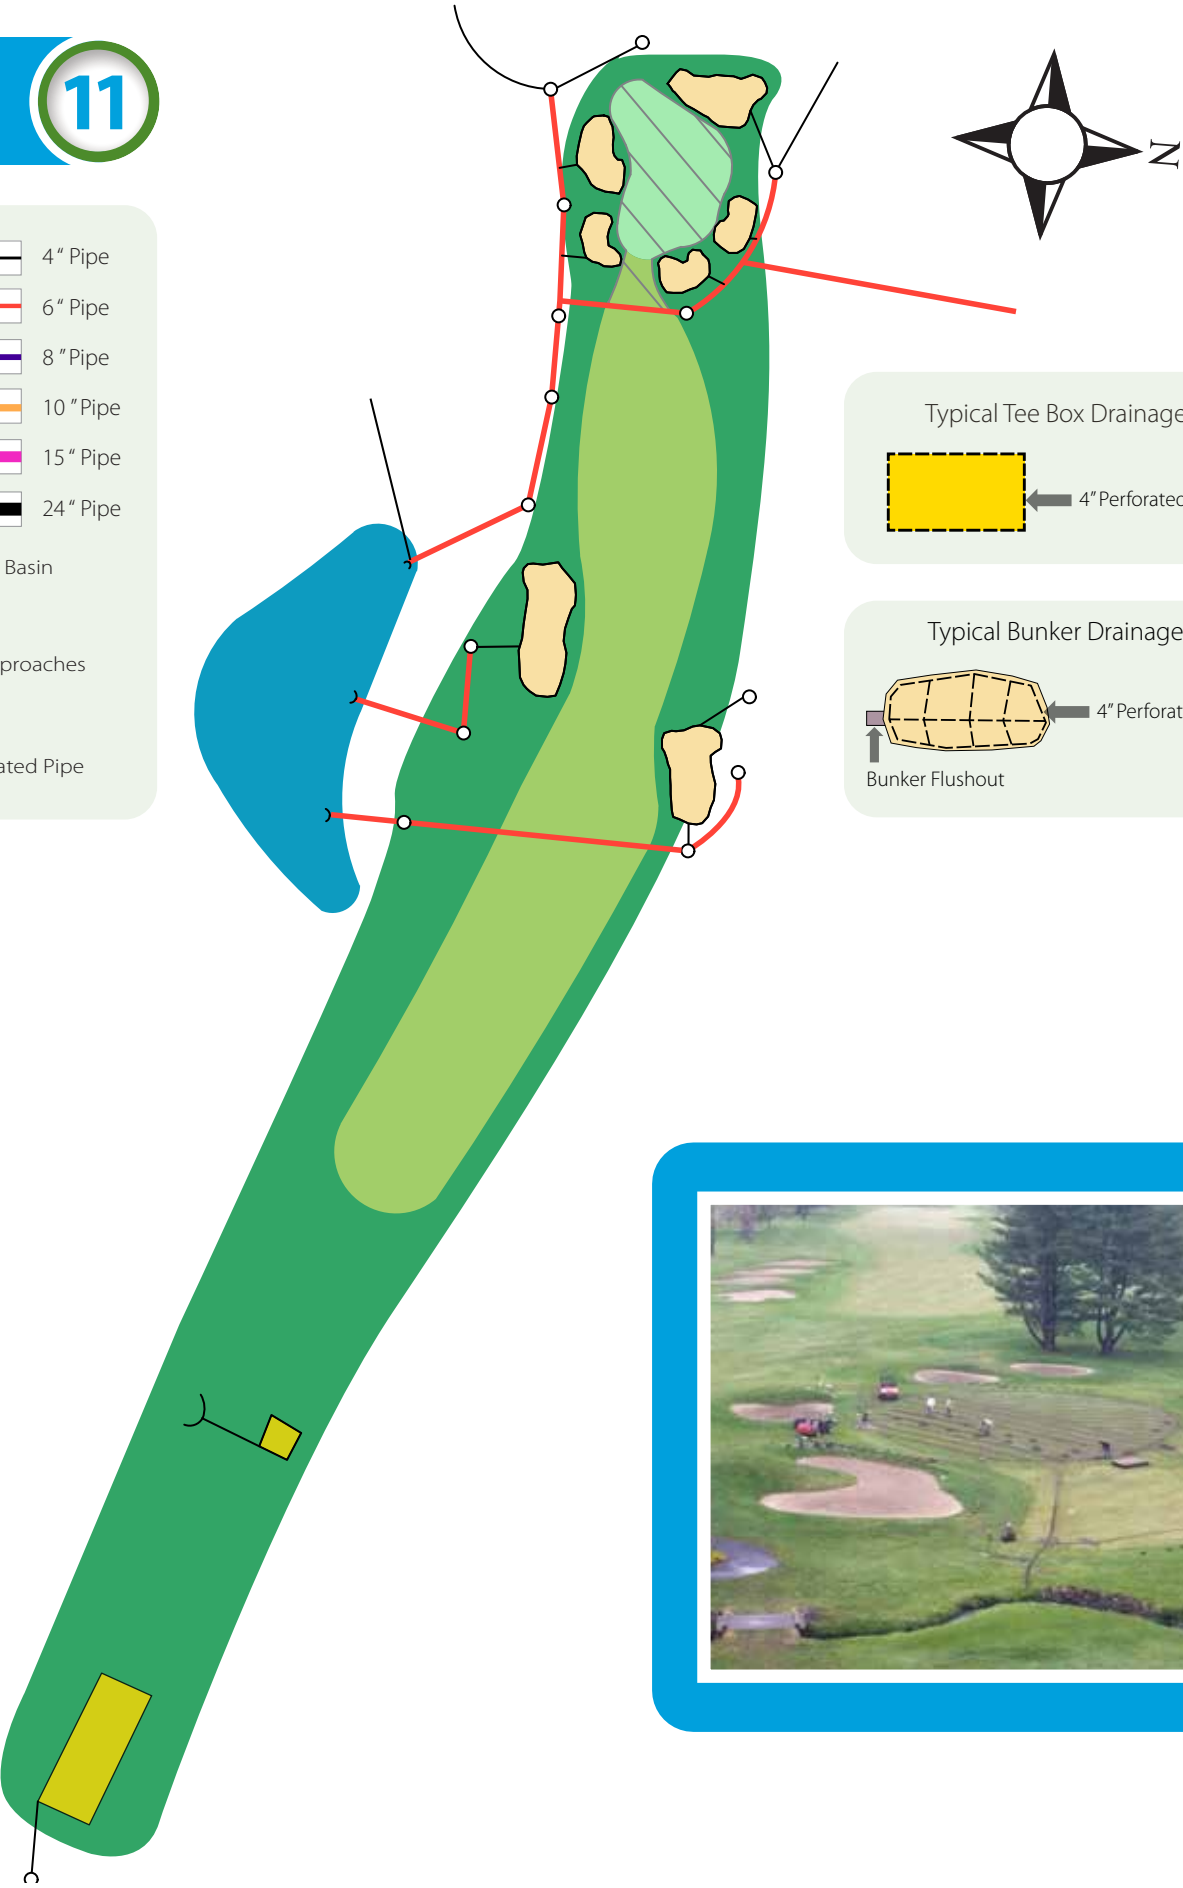 11
4" Pipe
6" Pipe
8" Pipe
10" Pipe
15" Pipe
24" Pipe
Basin
proaches
ated Pipe
N
Typical Tee Box Drainage
4" Perforated
Typical Bunker Drainage
4" Perforat
Bunker Flushout